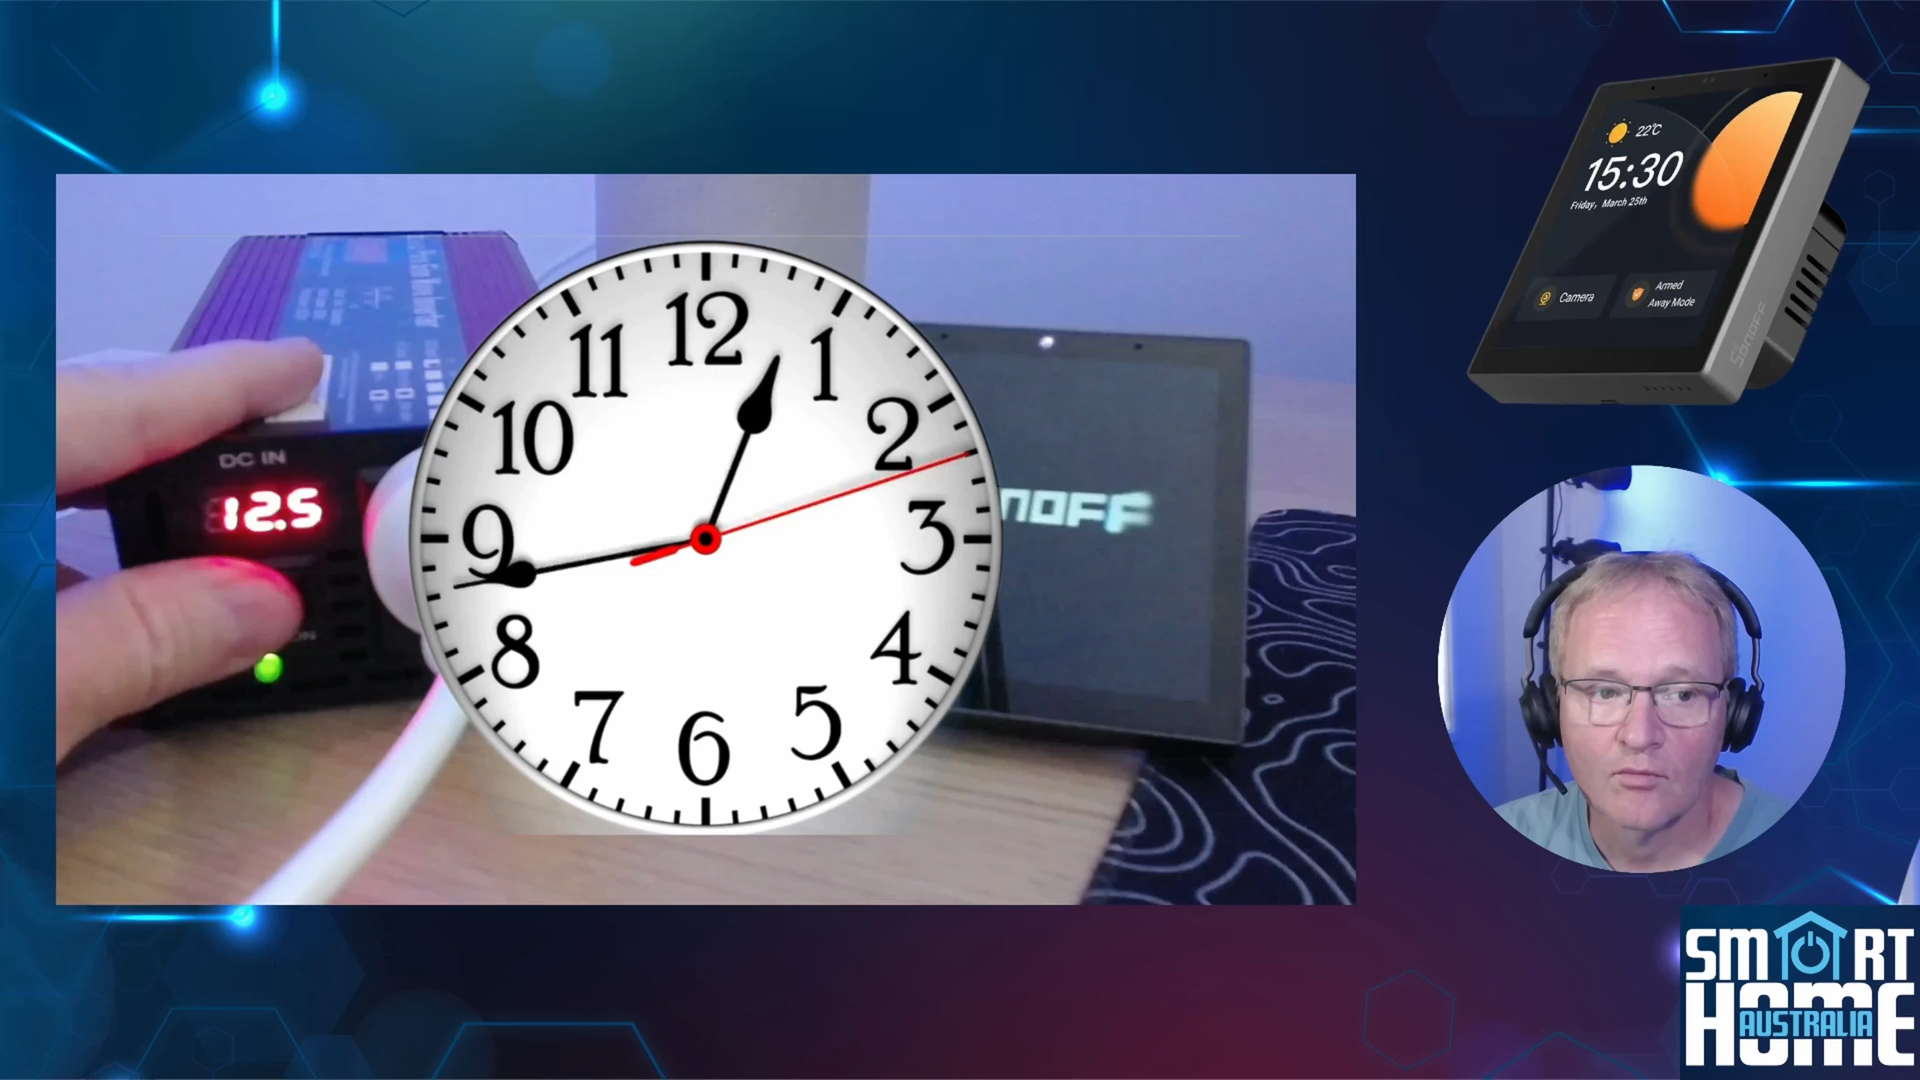 22°C
15:30
Friday, March 25th
Camera
Armed
Away Mode
SONOFF
DC IN
12.5
12
1
2
3
4
5
6
7
8
9
10
11
NOFF
SMART
HOME
AUSTRALIA